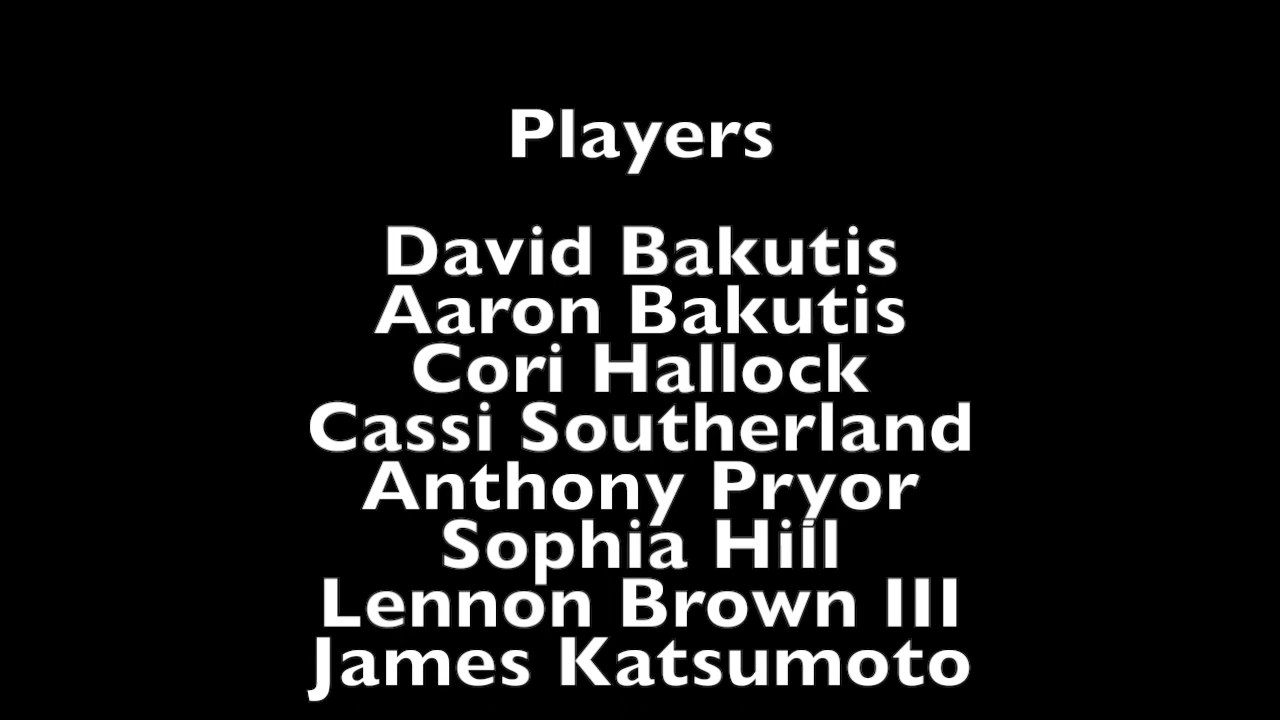 Players
David Bakutis
Aaron Bakutis
Cori Hallock
Cassi Southerland
Anthony Pryor
Sophia Hill
Lennon Brown III
James Katsumoto